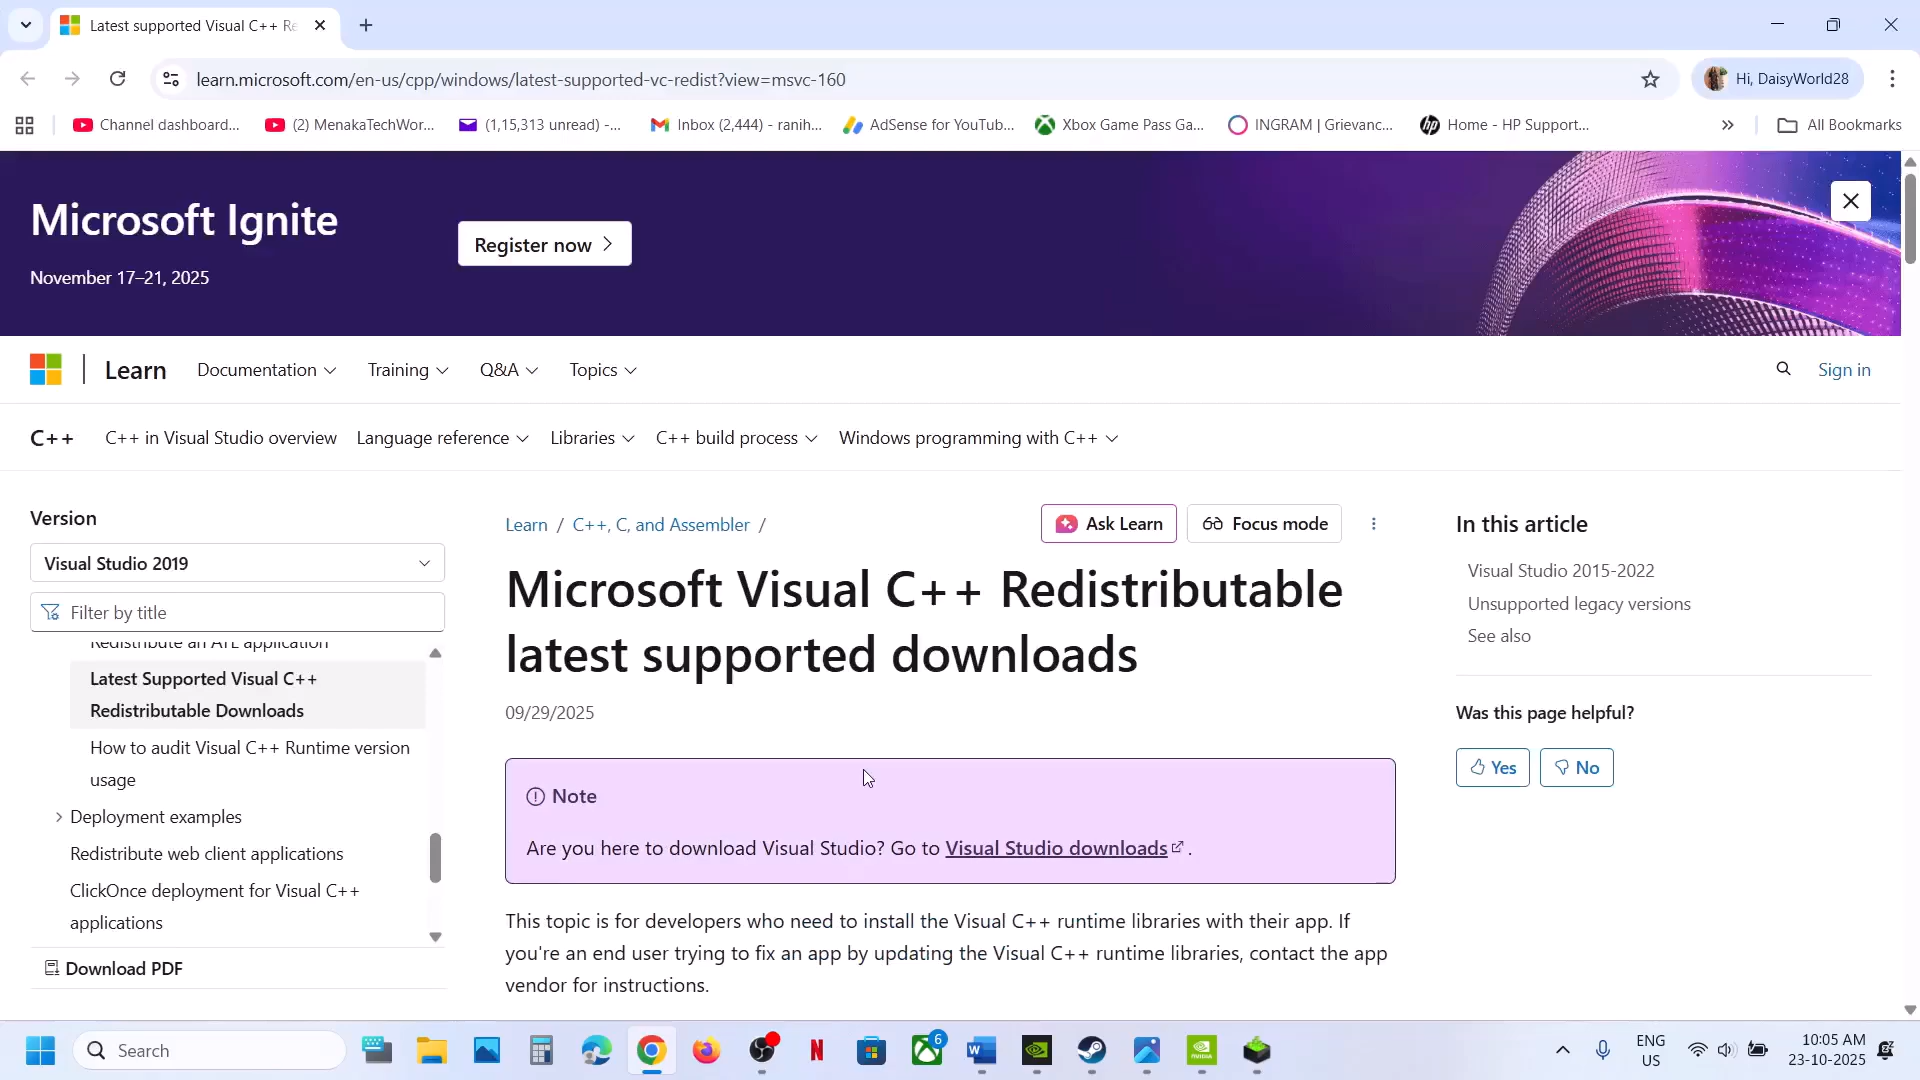 Latest supported Visual C++ Re
learn.microsoft.com/en-us/cpp/windows/latest-supported-vc-redist?view=msvc-160
Hi, DaisyWorld28
Channel dashboard...
(2) MenakaTechWor...
(1,15,313 unread) -...
Inbox (2,444) - ranih...
AdSense for YouTub...
Xbox Game Pass Ga...
INGRAM | Grievanc...
Home - HP Support...
All Bookmarks
Microsoft Ignite
Register now
November 17–21, 2025
Learn
Documentation
Training
Q&A
Topics
Sign in
C++
C++ in Visual Studio overview
Language reference
Libraries
C++ build process
Windows programming with C++
Version
Visual Studio 2019
Filter by title
Redistribute an ATL application
Latest Supported Visual C++
Redistributable Downloads
How to audit Visual C++ Runtime version
usage
Deployment examples
Redistribute web client applications
ClickOnce deployment for Visual C++
applications
Download PDF
Learn / C++, C, and Assembler /
Ask Learn
Focus mode
Microsoft Visual C++ Redistributable
latest supported downloads
09/29/2025
Note
Are you here to download Visual Studio? Go to Visual Studio downloads .
This topic is for developers who need to install the Visual C++ runtime libraries with their app. If
you're an end user trying to fix an app by updating the Visual C++ runtime libraries, contact the app
vendor for instructions.
In this article
Visual Studio 2015-2022
Unsupported legacy versions
See also
Was this page helpful?
Yes
No
Search
6
ENG
US
10:05 AM
23-10-2025